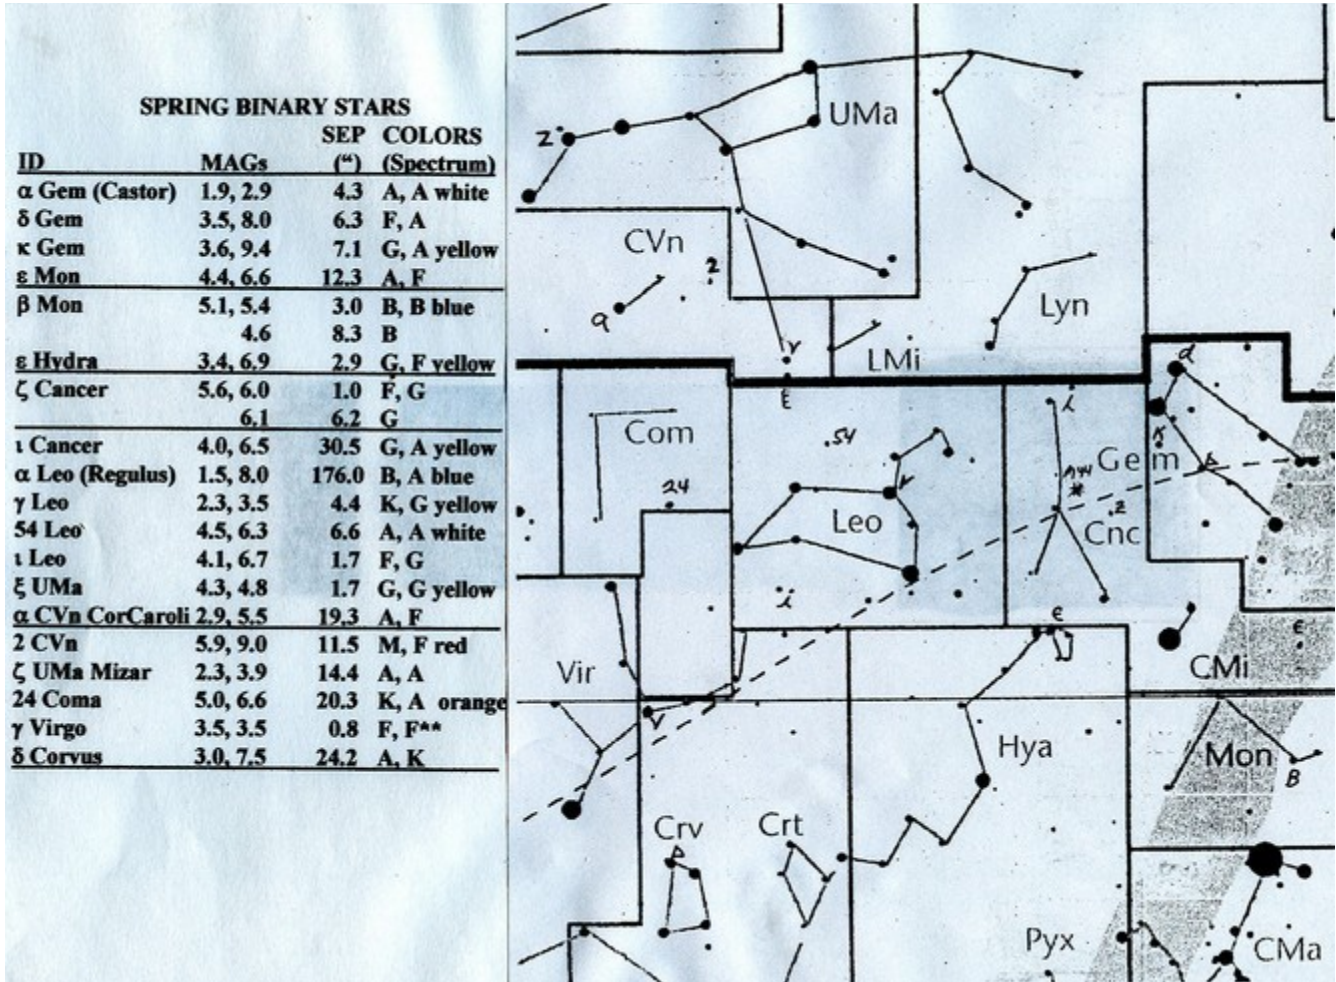 SPRING BINARY STARS
SEP COLORS
ID MAGs (“) (Spectrum)
α Gem (Castor) 1.9, 2.9 4.3 A, A white
δ Gem 3.5, 8.0 6.3 F, A
κ Gem 3.6, 9.4 7.1 G, A yellow
ε Mon 4.4, 6.6 12.3 A, F
β Mon 5.1, 5.4 3.0 B, B blue
4.6 8.3 B
ε Hydra 3.4, 6.9 2.9 G, F yellow
ζ Cancer 5.6, 6.0 1.0 F, G
6.1 6.2 G
ι Cancer 4.0, 6.5 30.5 G, A yellow
α Leo (Regulus) 1.5, 8.0 176.0 B, A blue
γ Leo 2.3, 3.5 4.4 K, G yellow
54 Leo 4.5, 6.3 6.6 A, A white
ι Leo 4.1, 6.7 1.7 F, G
ξ UMa 4.3, 4.8 1.7 G, G yellow
α CVn CorCaroli 2.9, 5.5 19.3 A, F
2 CVn 5.9, 9.0 11.5 M, F red
ζ UMa Mizar 2.3, 3.9 14.4 A, A
24 Coma 5.0, 6.6 20.3 K, A orange
γ Virgo 3.5, 3.5 0.8 F, F**
δ Corvus 3.0, 7.5 24.2 A, K
UMa
Z
CVn
2
Lyn
LMi
Com
54
24
Leo
Gem
K
Cnc
Vir
CMi
ε
Hya
Mon
B
Crv
Crt
Pyx
CMa